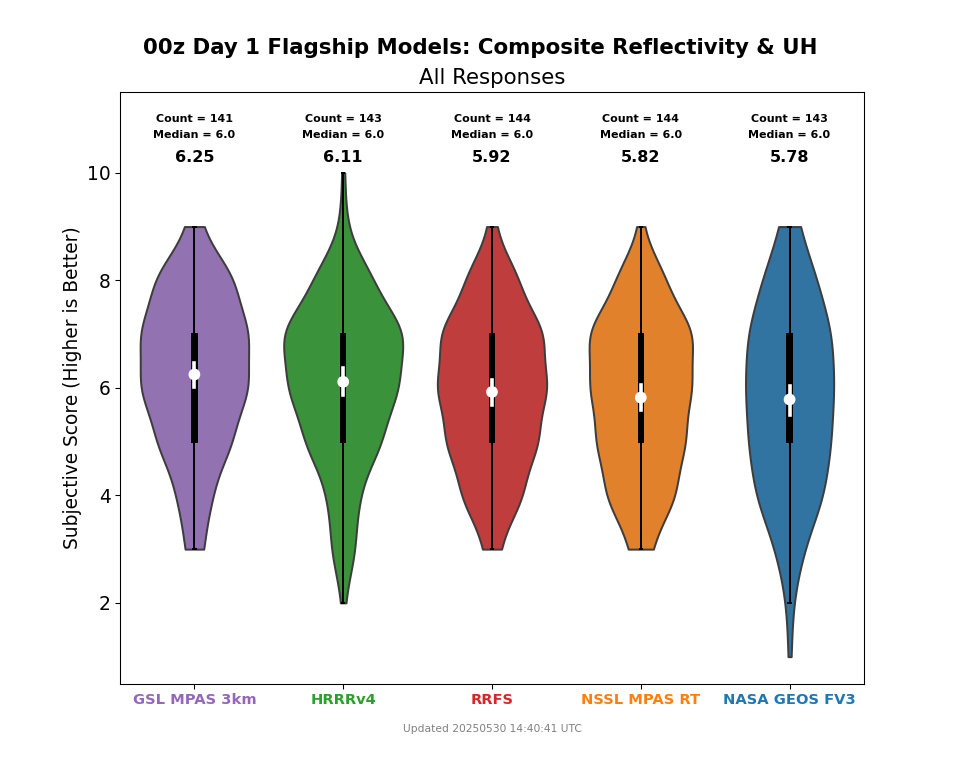 00z Day 1 Flagship Models: Composite Reflectivity & UH
All Responses
Count = 141 Count = 143 Count = 144 Count = 144 Count = 143
Median = 6.0 Median = 6.0 Median = 6.0 Median = 6.0 Median = 6.0
6.25 6.11 5.92 5.82 5.78
Subjective Score (Higher is Better)
10
8
6
4
2
GSL MPAS 3km HRRRv4 RRFS NSSL MPAS RT NASA GEOS FV3
Updated 20250530 14:40:41 UTC